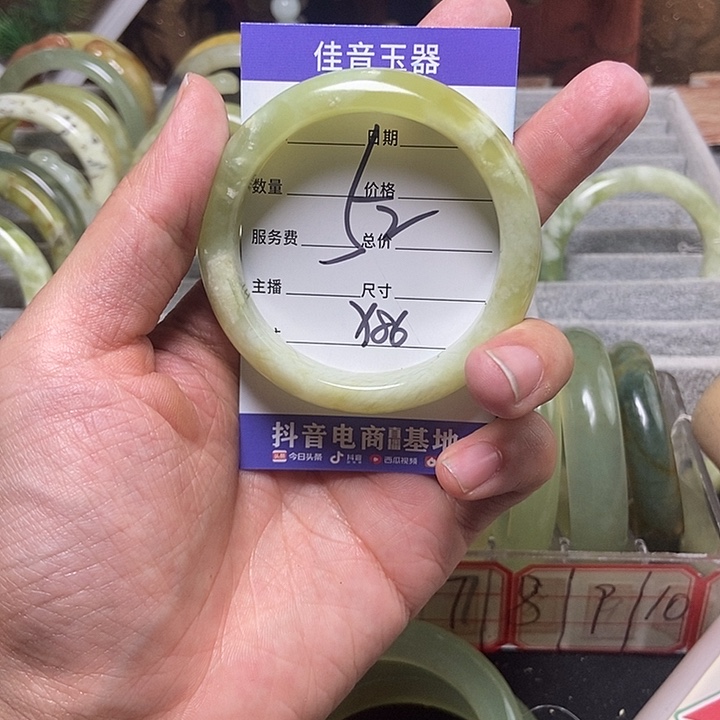 佳音玉器
日期
数量 价格
服务费 总价
主播 尺寸
抖音电商直播基地
今日头条 抖音 西瓜视频
7 8 9 10